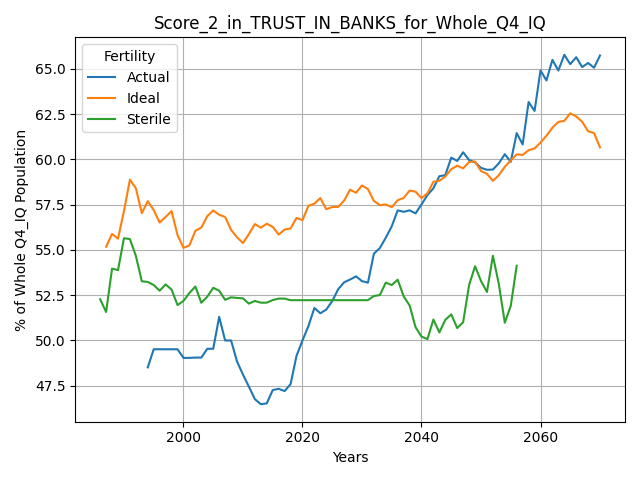 Score_2_in_TRUST_IN_BANKS_for_Whole_Q4_IQ
Fertility
Actual
Ideal
Sterile
65.0
62.5
60.0
57.5
55.0
52.5
50.0
47.5
% of Whole Q4_IQ Population
2000
2020
2040
2060
Years